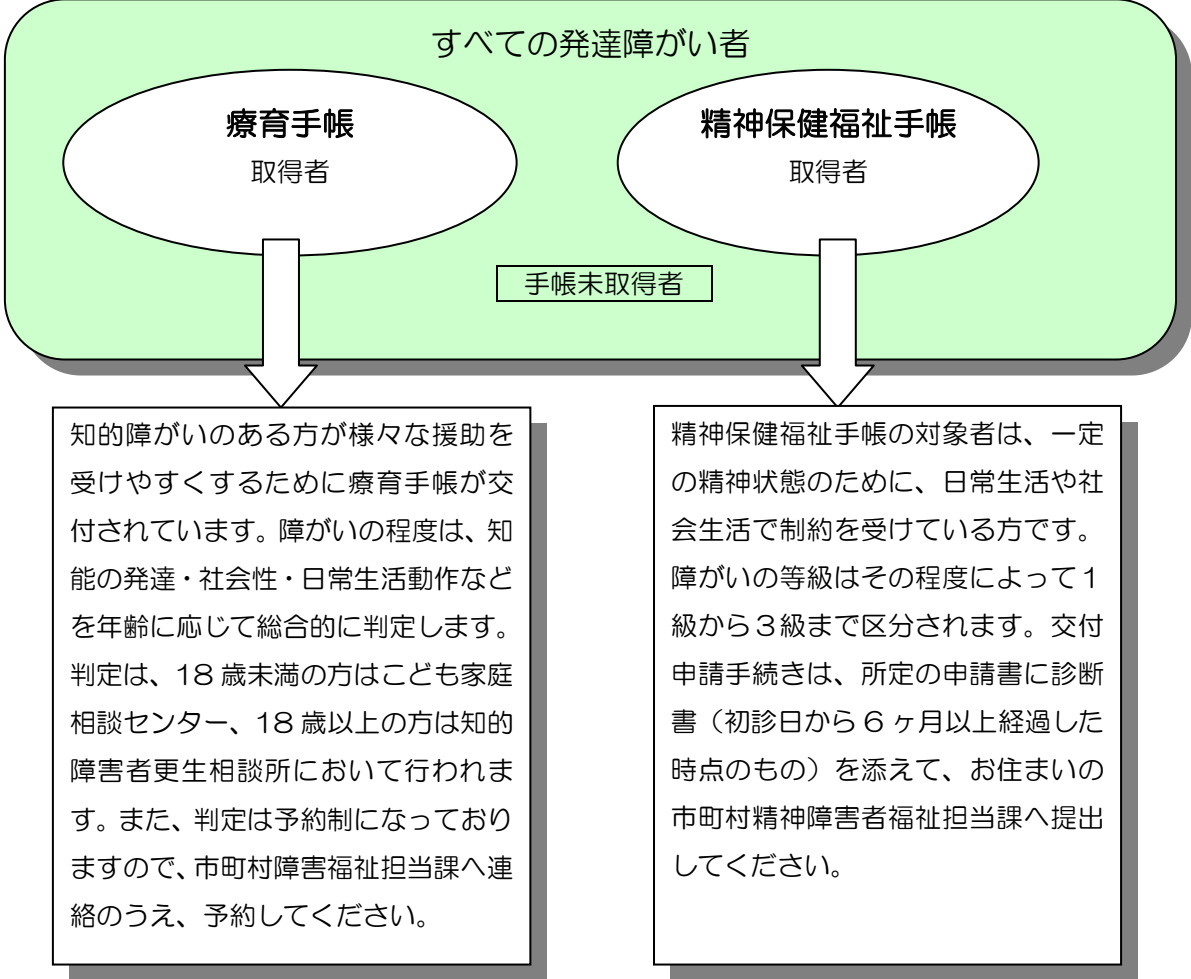 すべての発達障がい者
療育手帳
取得者
精神保健福祉手帳
取得者
手帳未取得者
知的障がいのある方が様々な援助を
受けやすくするために療育手帳が交
付されています。障がいの程度は、知
能の発達・社会性・日常生活動作など
を年齢に応じて総合的に判定します。
判定は、18 歳未満の方はこども家庭
相談センター、18 歳以上の方は知的
障害者更生相談所において行われま
す。また、判定は予約制になっており
ますので、市町村障害福祉担当課へ連
絡のうえ、予約してください。
精神保健福祉手帳の対象者は、一定
の精神状態のために、日常生活や社
会生活で制約を受けている方です。
障がいの等級はその程度によって1
級から3級まで区分されます。交付
申請手続きは、所定の申請書に診断
書（初診日から 6 ヶ月以上経過した
時点のもの）を添えて、お住まいの
市町村精神障害者福祉担当課へ提出
してください。